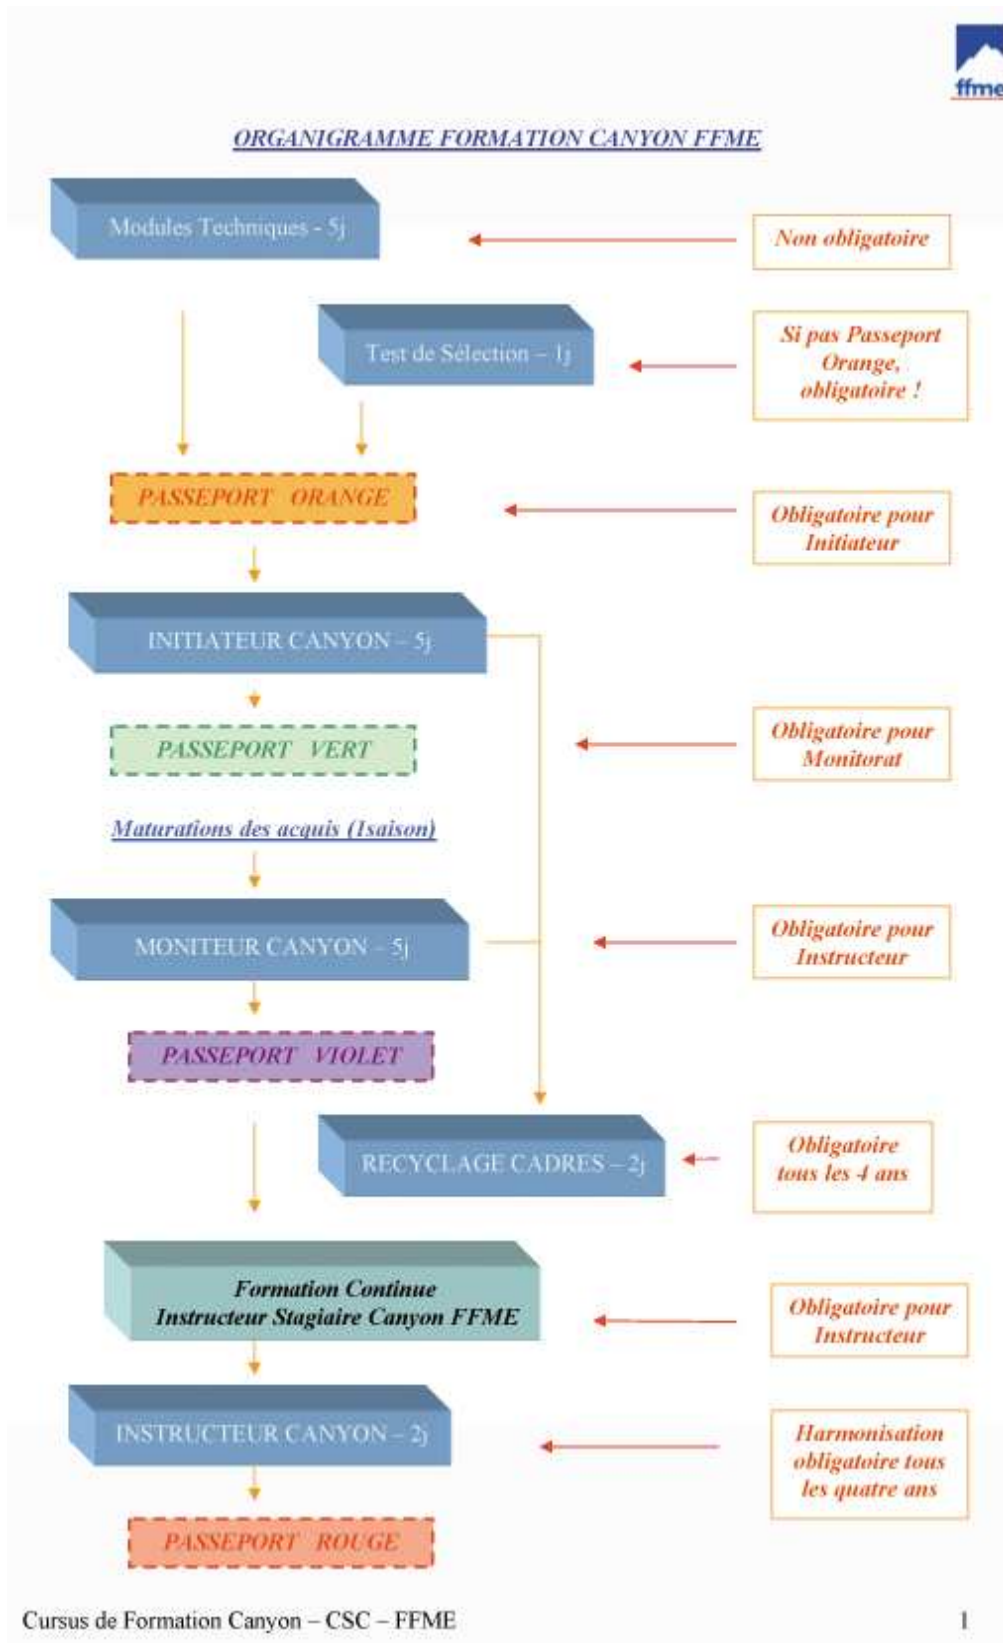 ffme
ORGANIGRAMME FORMATION CANYON FFME
Modules Techniques - 5j
Non obligatoire
Test de Sélection – 1j
Si pas Passeport
Orange,
obligatoire !
PASSEPORT ORANGE
Obligatoire pour
Initiateur
INITIATEUR CANYON – 5j
PASSEPORT VERT
Obligatoire pour
Monitorat
Maturations des acquis (1saison)
MONITEUR CANYON – 5j
Obligatoire pour
Instructeur
PASSEPORT VIOLET
RECYCLAGE CADRES – 2j
Obligatoire
tous les 4 ans
Formation Continue
Instructeur Stagiaire Canyon FFME
Obligatoire pour
Instructeur
INSTRUCTEUR CANYON – 2j
Harmonisation
obligatoire tous
les quatre ans
PASSEPORT ROUGE
Cursus de Formation Canyon – CSC – FFME
1